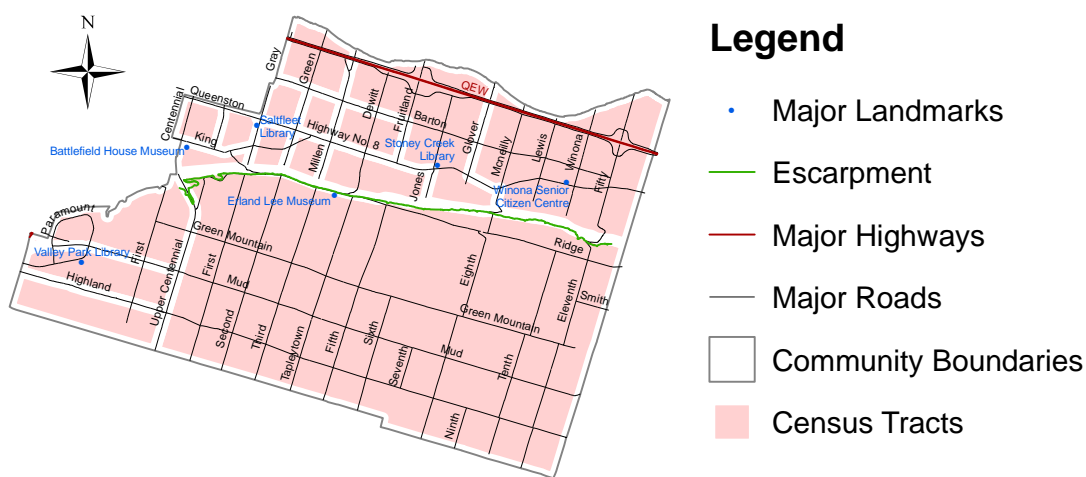 N
Gray
Green
QEW
Dewitt
Fruitland
Barton
Glover
Mcneilly
Lewis
Winona
Fifty
Centennial
Queenston
King
Saltfleet
Library
Highway No. 8
Millen
Stoney Creek
Library
Jones
Battlefield House Museum
Winona Senior
Citizen Centre
Erland Lee Museum
Paramount
Valley Park Library
Highland
First
Upper Centennial
First
Green Mountain
Mud
Second
Third
Tapleytown
Fifth
Sixth
Seventh
Eighth
Green Mountain
Mud
Ninth
Tenth
Eleventh
Ridge
Smith
Legend
Major Landmarks
Escarpment
Major Highways
Major Roads
Community Boundaries
Census Tracts